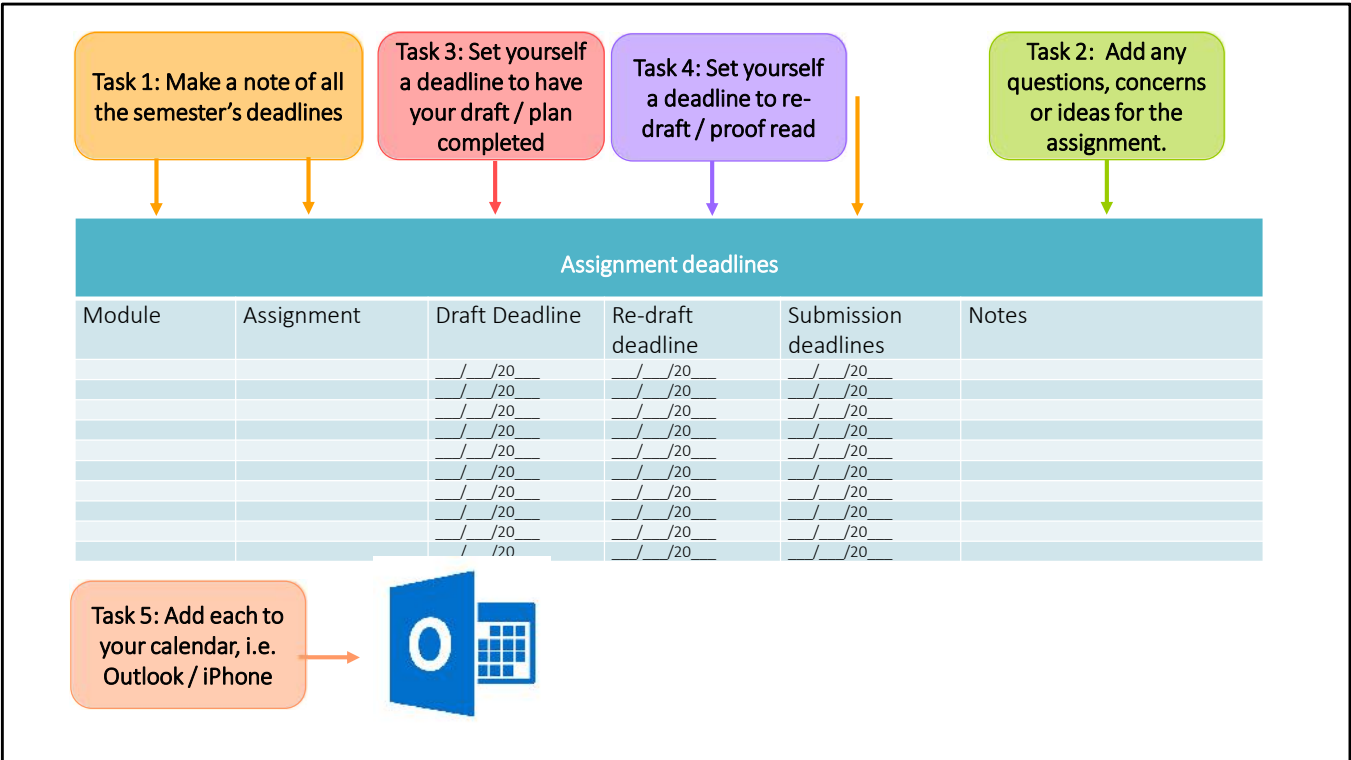 Task 1: Make a note of all
the semester's deadlines
Task 3: Set yourself
a deadline to have
your draft / plan
completed
Task 4: Set yourself
a deadline to re-
draft / proof read
Task 2:  Add any
questions, concerns
or ideas for the
assignment.
Assignment deadlines
Module
Assignment
Draft Deadline
Re-draft
deadline
Submission
deadlines
Notes
___/___/20___ ___/___/20___ ___/___/20___
___/___/20___ ___/___/20___ ___/___/20___
___/___/20___ ___/___/20___ ___/___/20___
___/___/20___ ___/___/20___ ___/___/20___
___/___/20___ ___/___/20___ ___/___/20___
___/___/20___ ___/___/20___ ___/___/20___
___/___/20___ ___/___/20___ ___/___/20___
___/___/20___ ___/___/20___ ___/___/20___
___/___/20___ ___/___/20___ ___/___/20___
___/___/20___ ___/___/20___ ___/___/20___
Task 5: Add each to
your calendar, i.e.
Outlook / iPhone
O